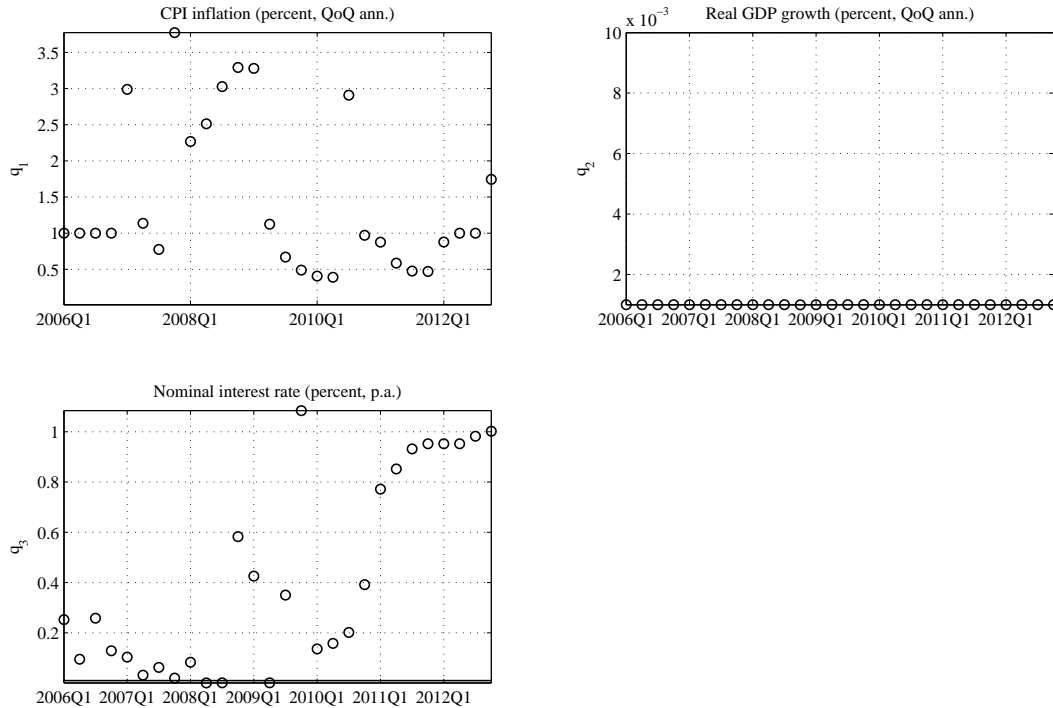 CPI inflation (percent, QoQ ann.)
3.5
3
2.5
2
1.5
1
0.5
q1
2006Q1 2008Q1 2010Q1 2012Q1
Real GDP growth (percent, QoQ ann.)
x 10−3
10
8
6
4
2
q2
2006Q1 2007Q1 2008Q1 2009Q1 2010Q1 2011Q1 2012Q1
Nominal interest rate (percent, p.a.)
1
0.8
0.6
0.4
0.2
q3
2006Q1 2007Q1 2008Q1 2009Q1 2010Q1 2011Q1 2012Q1